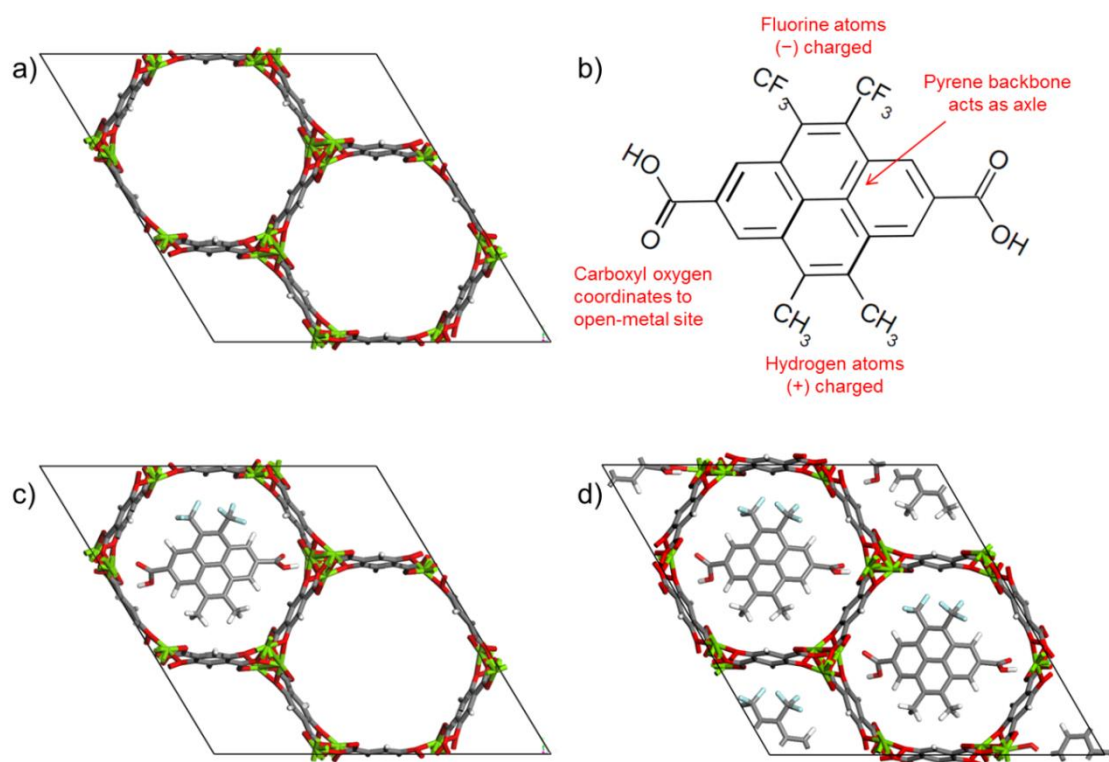 a)
b)
Fluorine atoms
(−) charged
CF3
CF3
Pyrene backbone
acts as axle
HO
O
O
OH
Carboxyl oxygen
coordinates to
open-metal site
CH3
CH3
Hydrogen atoms
(+) charged
c)
d)